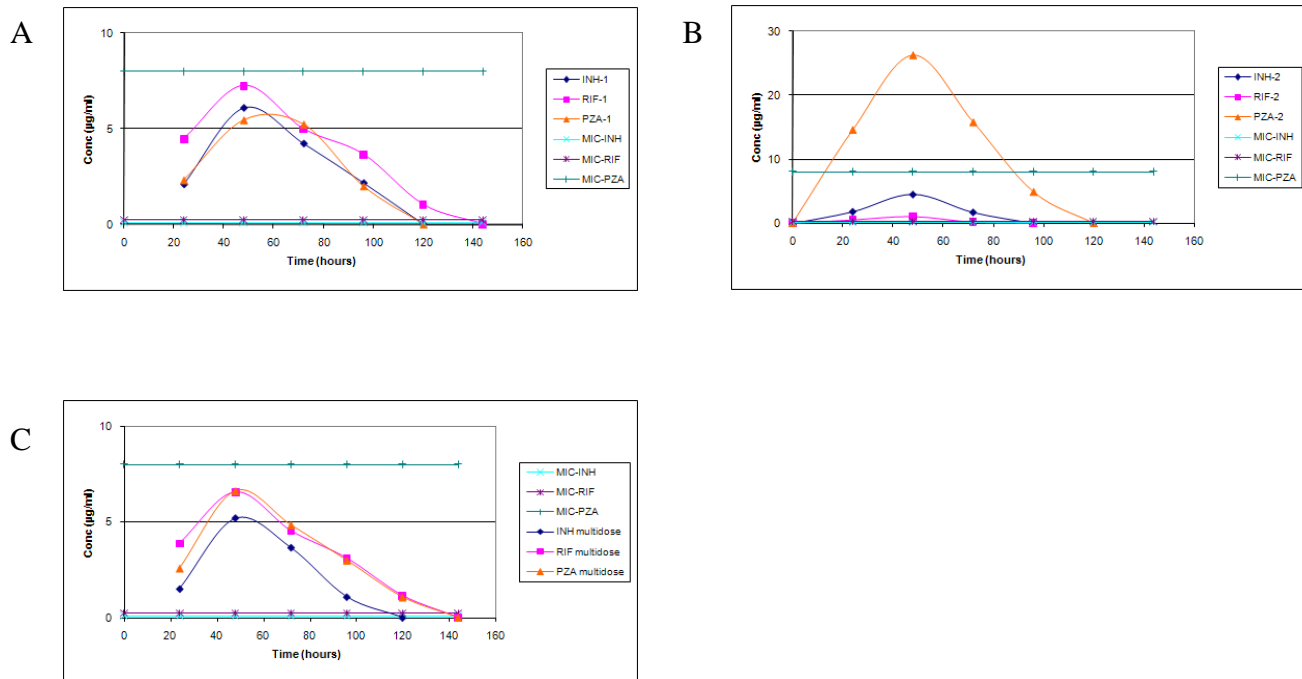 A
10
5
0
0 20 40 60 80 100 120 140 160
Conc (µg/ml)
Time (hours)
INH-1
RIF-1
PZA-1
MIC-INH
MIC-RIF
MIC-PZA
B
30
20
10
0
0 20 40 60 80 100 120 140 160
Conc (µg/ml)
Time (hours)
INH-2
RIF-2
PZA-2
MIC-INH
MIC-RIF
MIC-PZA
C
10
5
0
0 20 40 60 80 100 120 140 160
Conc (µg/ml)
Time (hours)
MIC-INH
MIC-RIF
MIC-PZA
INH multidose
RIF multidose
PZA multidose